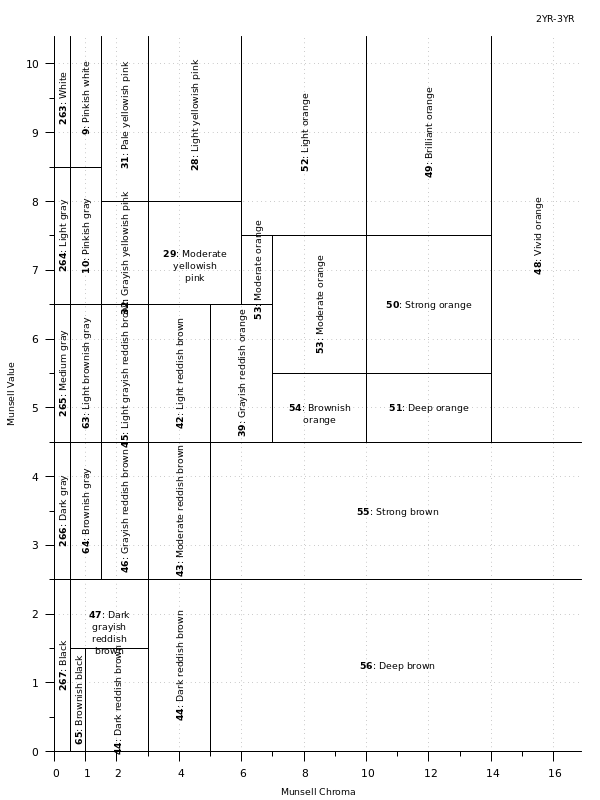 2YR-3YR
10
9
8
7
6
5
4
3
2
1
0
Munsell Value
263: White
9: Pinkish white
31: Pale yellowish pink
28: Light yellowish pink
52: Light orange
49: Brilliant orange
48: Vivid orange
264: Light gray
10: Pinkish gray
32: Grayish yellowish pink
29: Moderate
yellowish
pink
53: Moderate orange
53: Moderate orange
50: Strong orange
265: Medium gray
63: Light brownish gray
45: Light grayish reddish brown
42: Light reddish brown
39: Grayish reddish orange
54: Brownish
orange
51: Deep orange
266: Dark gray
64: Brownish gray
46: Grayish reddish brown
43: Moderate reddish brown
55: Strong brown
267: Black
47: Dark
grayish
reddish
brown
65: Brownish black
44: Dark reddish brown
44: Dark reddish brown
56: Deep brown
0 1 2 4 6 8 10 12 14 16
Munsell Chroma